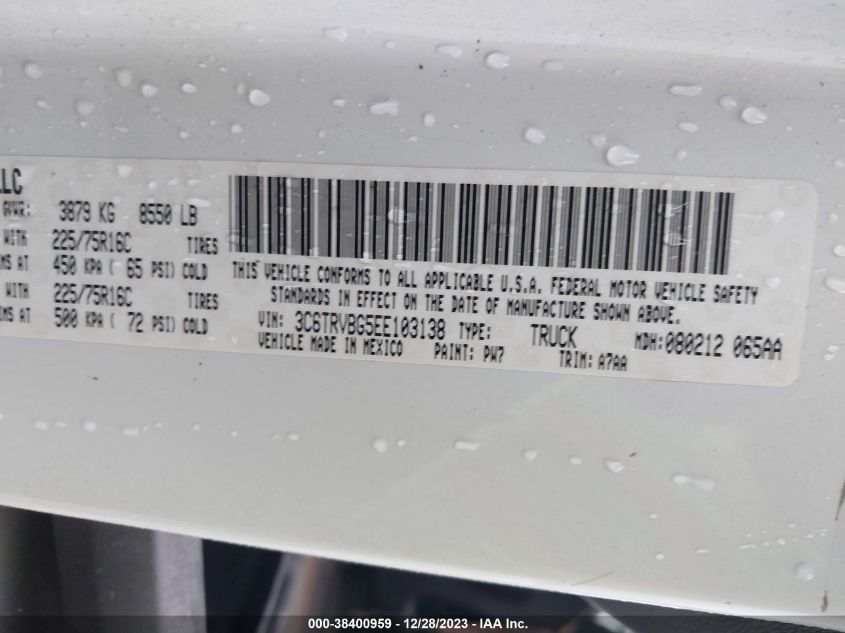 LLC
GVWR: 3879 KG 8550 LB
WITH 225/75R16C TIRES
AT 450 KPA ( 65 PSI) COLD
WITH 225/75R16C TIRES
AT 500 KPA ( 72 PSI) COLD
THIS VEHICLE CONFORMS TO ALL APPLICABLE U.S.A. FEDERAL MOTOR VEHICLE SAFETY
STANDARDS IN EFFECT ON THE DATE OF MANUFACTURE SHOWN ABOVE.
VIN: 3C6TRVBG5EE103138 TYPE: TRUCK MDH:080212 065AA
VEHICLE MADE IN MEXICO PAINT: PW7 TRIM: A7AA
000-38400959 - 12/28/2023 - IAA Inc.